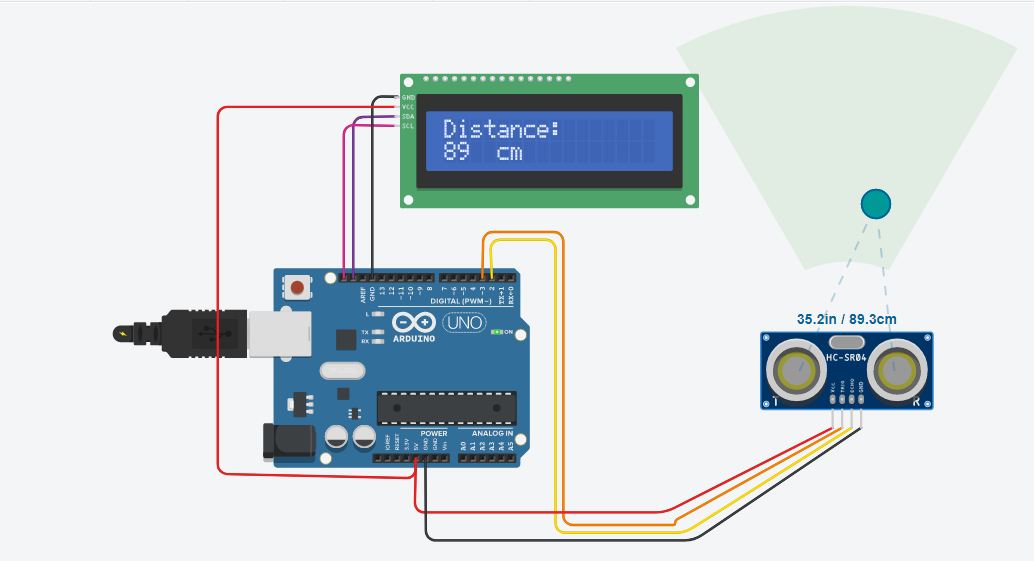 GND
VCC
SDA
SCL
Distance:
89 cm
35.2in / 89.3cm
HC-SR04
Vcc
TRIG
ECHO
GND
T
R
AREF
GND
13
12
~11
~10
~9
8
7
~6
~5
4
~3
2
TX→1
RX←0
DIGITAL (PWM~)
L
TX
RX
UNO
ON
ARDUINO
POWER
ANALOG IN
IOREF
RESET
3.3V
5V
GND
GND
Vin
A0
A1
A2
A3
A4
A5